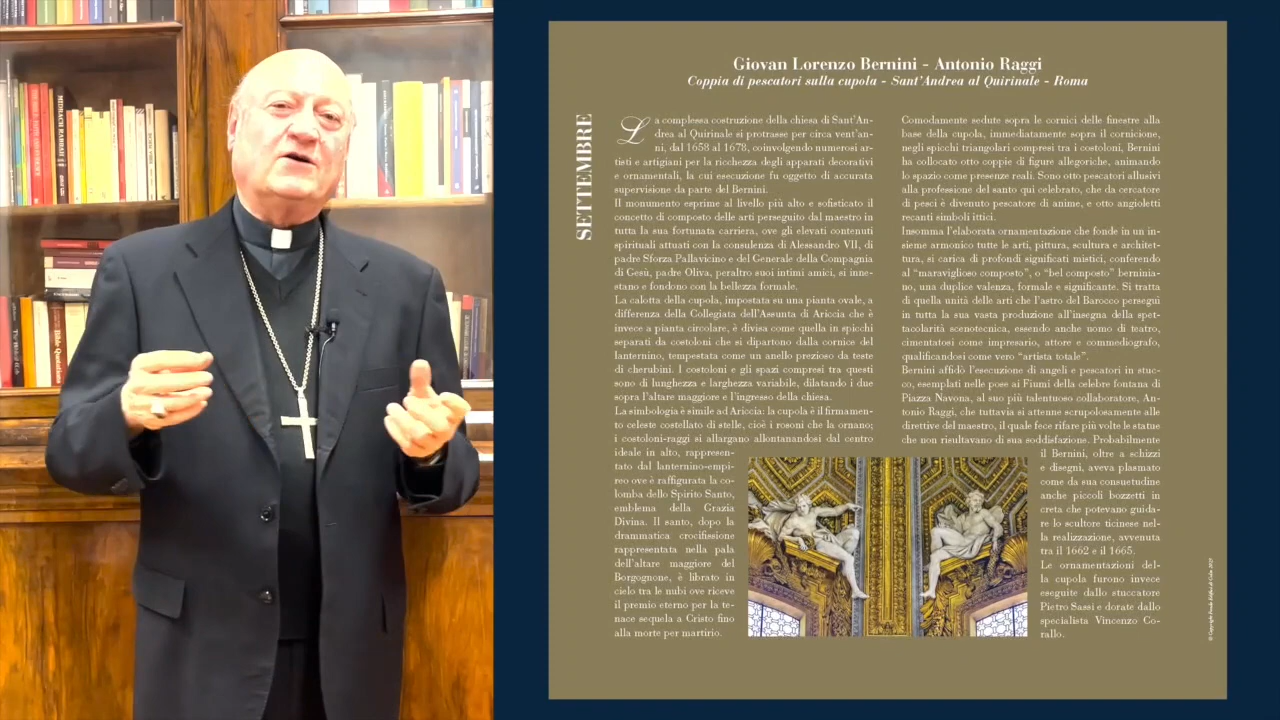 Giovan Lorenzo Bernini - Antonio Raggi
Coppia di pescatori sulla cupola - Sant'Andrea al Quirinale - Roma
SETTEMBRE
La complessa costruzione della chiesa di Sant'An-
drea al Quirinale si protrasse per circa vent'an-
ni, dal 1658 al 1678, coinvolgendo numerosi ar-
tisti e artigiani per la ricchezza degli apparati decorativi
e ornamentali, la cui esecuzione fu oggetto di accurata
supervisione da parte del Bernini.
Il monumento esprime al livello più alto e sofisticato il
concetto di composto delle arti perseguito dal maestro in
tutta la sua fortunata carriera, ove gli elevati contenuti
spirituali attuati con la consulenza di Alessandro VII, di
padre Sforza Pallavicino e del Generale della Compagnia
di Gesù, padre Oliva, peraltro suoi intimi amici, si inne-
stano e fondono con la bellezza formale.
La calotta della cupola, impostata su una pianta ovale, a
differenza della Collegiata dell'Assunta di Ariccia che è
invece a pianta circolare, è divisa come quella in spicchi
separati da costoloni che si dipartono dalla cornice del
lanternino, tempestata come un anello prezioso da teste
di cherubini. I costoloni e gli spazi compresi tra questi
sono di lunghezza e larghezza variabile, dilatando i due
sopra l'altare maggiore e l'ingresso della chiesa.
La simbologia è simile ad Ariccia: la cupola è il firmamen-
to celeste costellato di stelle, cioè i rosoni che la ornano;
i costoloni-raggi si allargano allontanandosi dal centro
ideale in alto, rappresen-
tato dal lanternino-empi-
reo ove è raffigurata la co-
lomba dello Spirito Santo,
emblema della Grazia
Divina. Il santo, dopo la
drammatica crocifissione
rappresentata nella pala
dell'altare maggiore del
Borgognone, è librato in
cielo tra le nubi ove riceve
il premio eterno per la te-
nace sequela a Cristo fino
alla morte per martirio.
Comodamente sedute sopra le cornici delle finestre alla
base della cupola, immediatamente sopra il cornicione,
negli spicchi triangolari compresi tra i costoloni, Bernini
ha collocato otto coppie di figure allegoriche, animando
lo spazio come presenze reali. Sono otto pescatori allusivi
alla professione del santo qui celebrato, che da cercatore
di pesci è divenuto pescatore di anime, e otto angioletti
recanti simboli ittici.
Insomma l'elaborata ornamentazione che fonde in un in-
sieme armonico tutte le arti, pittura, scultura e architet-
tura, si carica di profondi significati mistici, conferendo
al "maraviglioso composto", o "bel composto" berninia-
no, una duplice valenza, formale e significante. Si tratta
di quella unità delle arti che l'astro del Barocco perseguì
in tutta la sua vasta produzione all'insegna della spet-
tacolarità scenotecnica, essendo anche uomo di teatro,
cimentatosi come impresario, attore e commediografo,
qualificandosi come vero "artista totale".
Bernini affidò l'esecuzione di angeli e pescatori in stuc-
co, esemplati nelle pose ai Fiumi della celebre fontana di
Piazza Navona, al suo più talentuoso collaboratore, An-
tonio Raggi, che tuttavia si attenne scrupolosamente alle
direttive del maestro, il quale fece rifare più volte le statue
che non risultavano di sua soddisfazione. Probabilmente
il Bernini, oltre a schizzi
e disegni, aveva plasmato
come da sua consuetudine
anche piccoli bozzetti in
creta che potevano guida-
re lo scultore ticinese nel-
la realizzazione, avvenuta
tra il 1662 e il 1665.
Le ornamentazioni del-
la cupola furono invece
eseguite dallo stuccatore
Pietro Sassi e dorate dallo
specialista Vincenzo Co-
rallo.